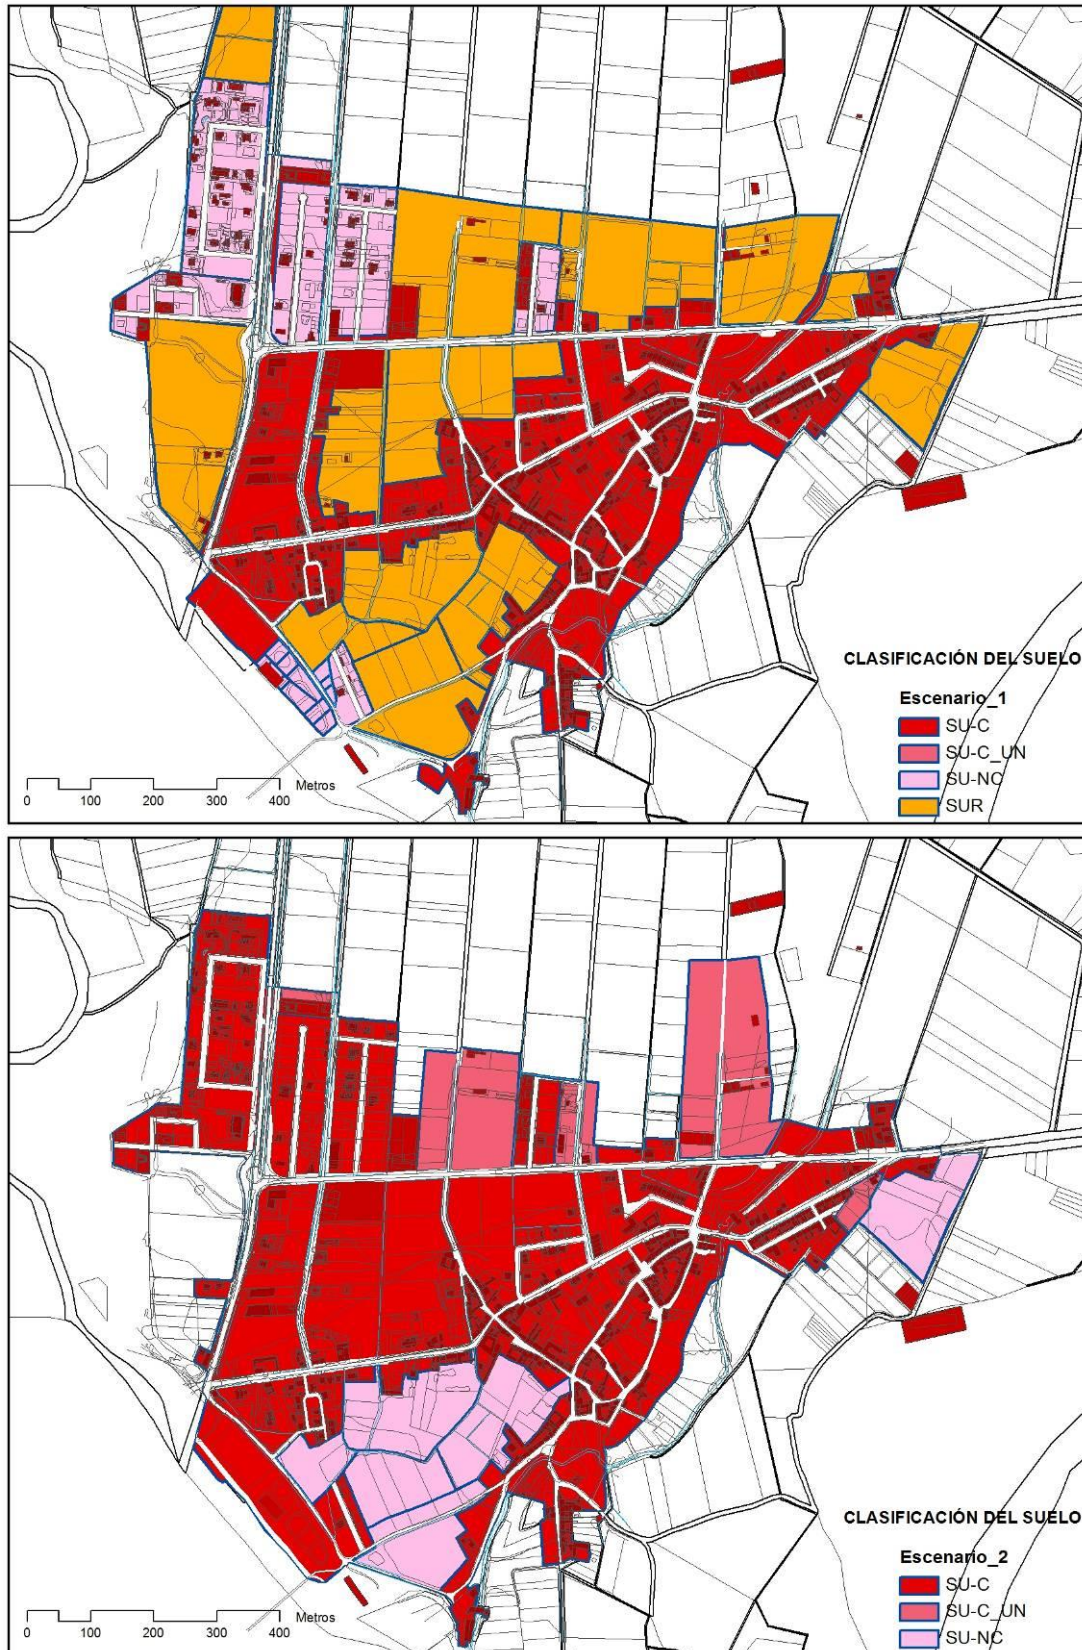 CLASIFICACIÓN DEL SUELO
Escenario_1
SU-C
SU-C_UN
SU-NC
SUR
Metros
0 100 200 300 400
CLASIFICACIÓN DEL SUELO
Escenario_2
SU-C
SU-C_UN
SU-NC
Metros
0 100 200 300 400